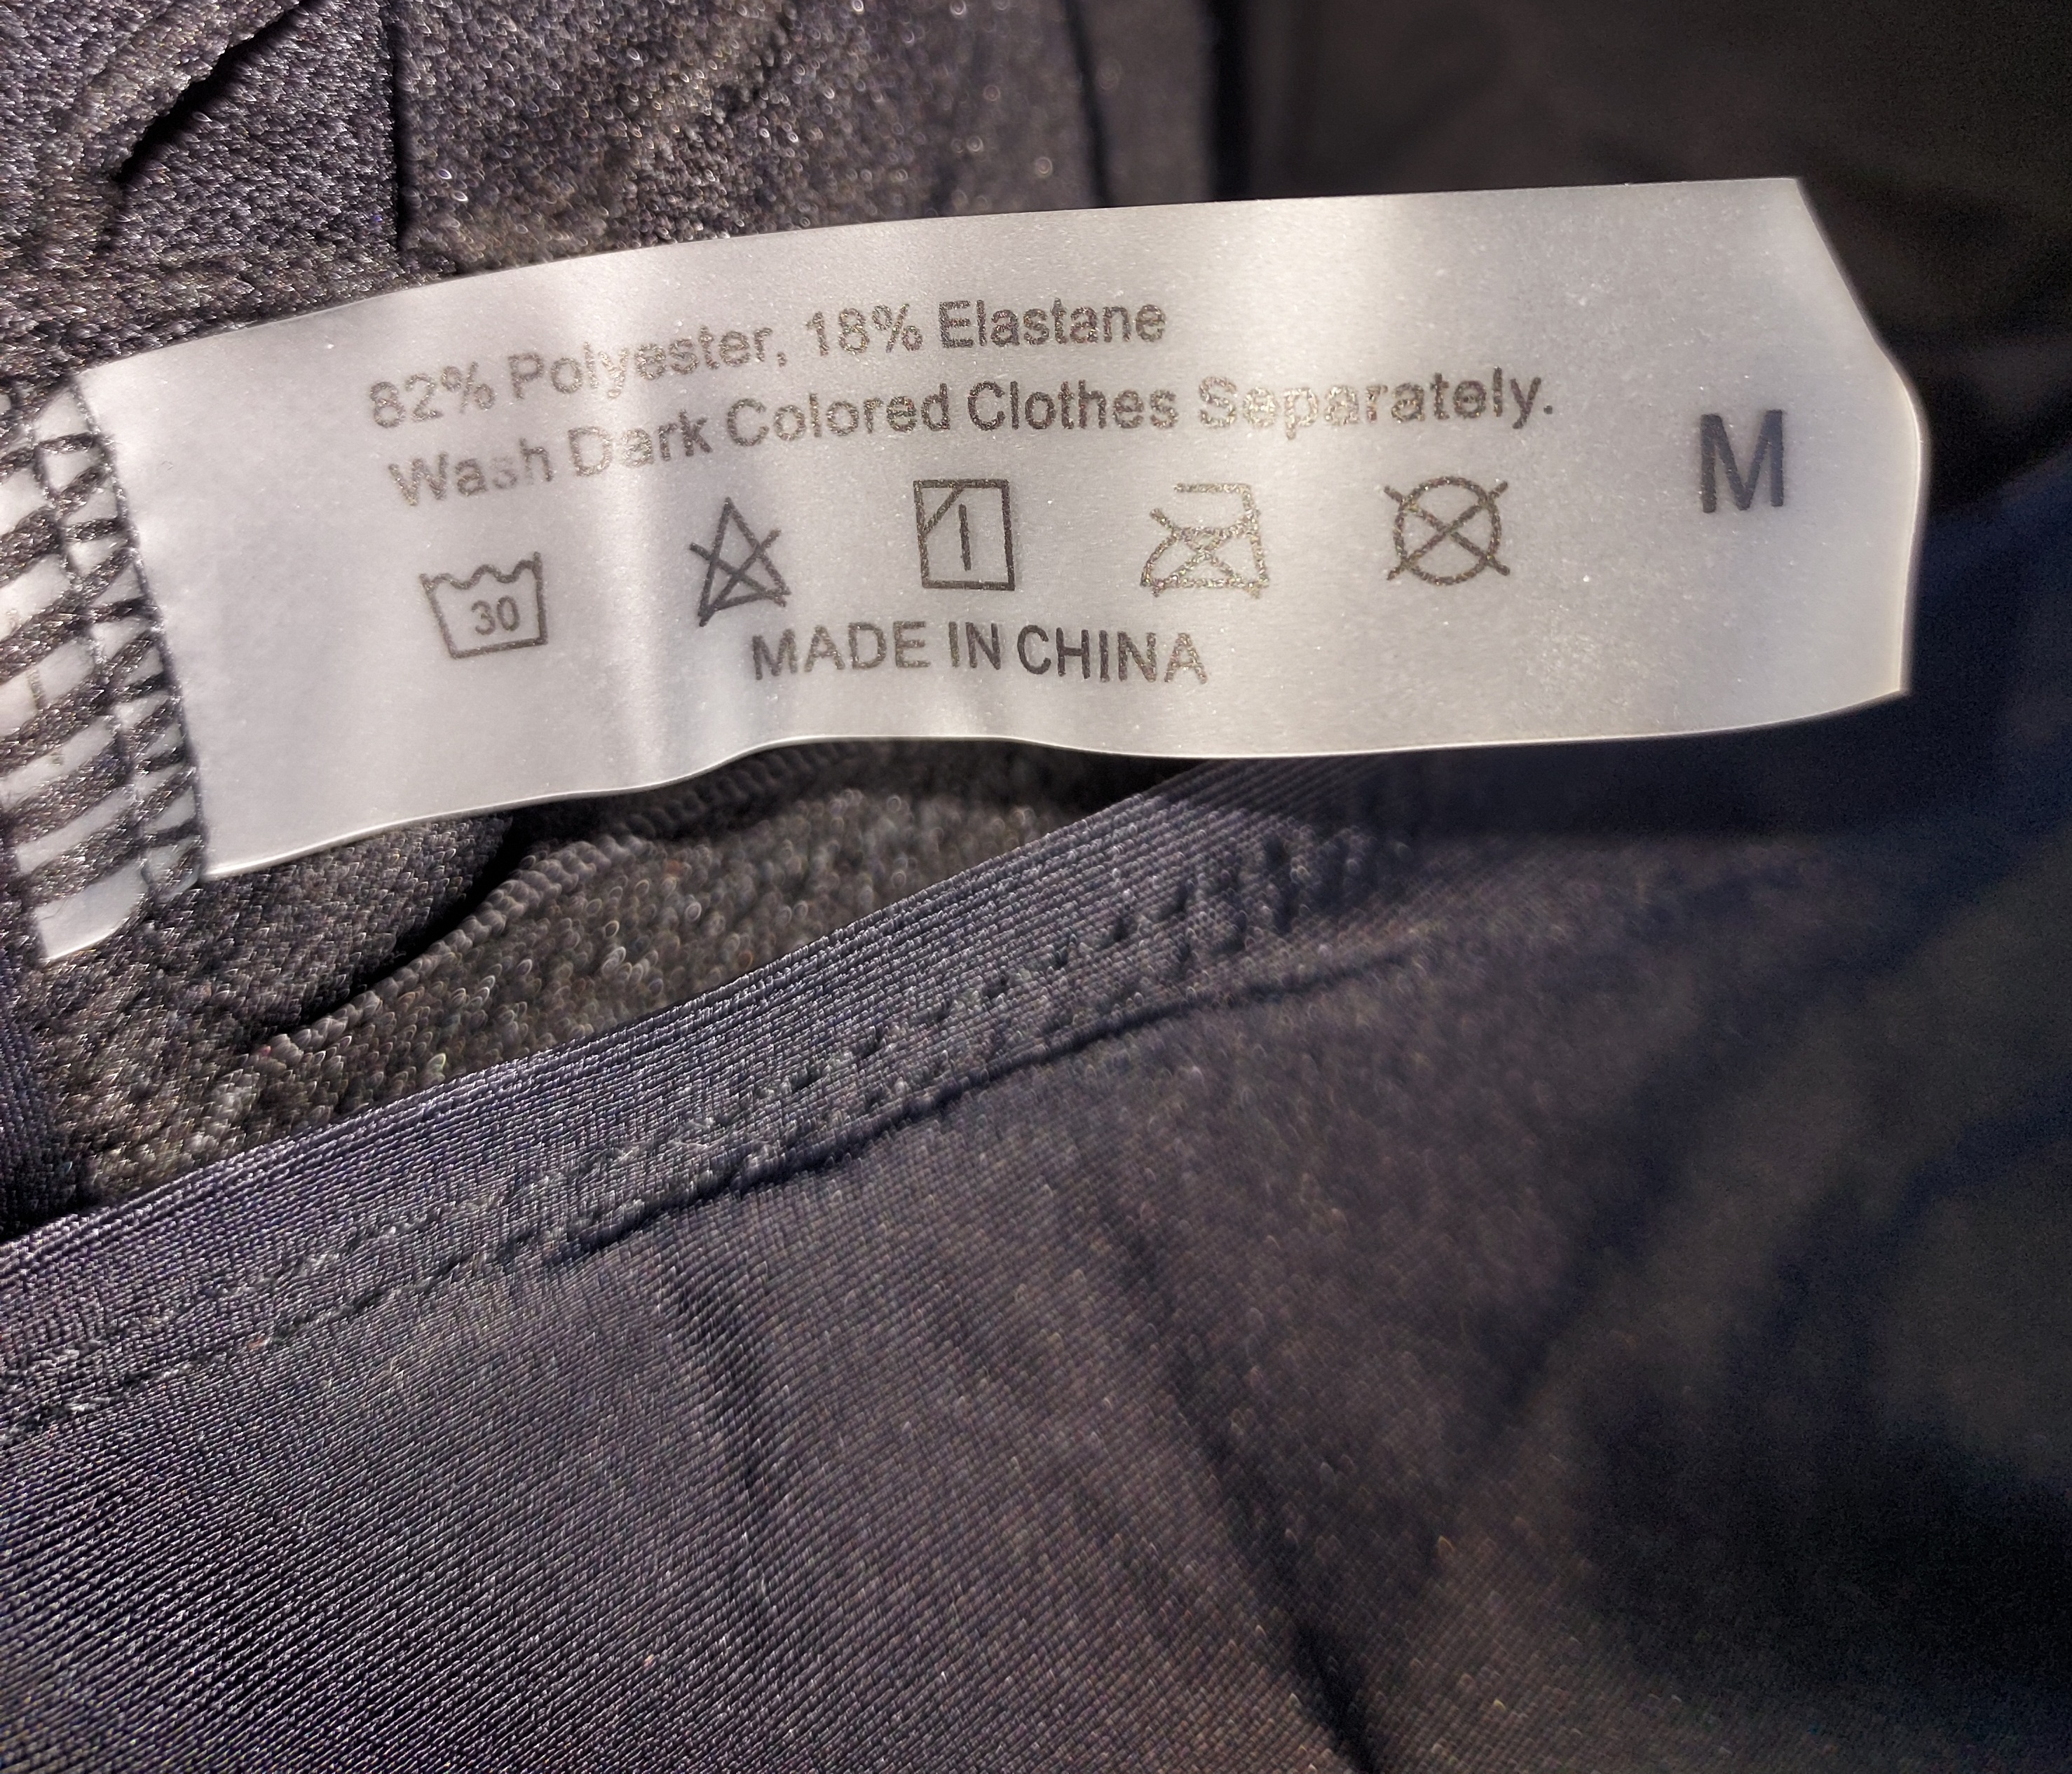 82% Polyester, 18% Elastane
Wash Dark Colored Clothes Separately.
M
30
MADE IN CHINA